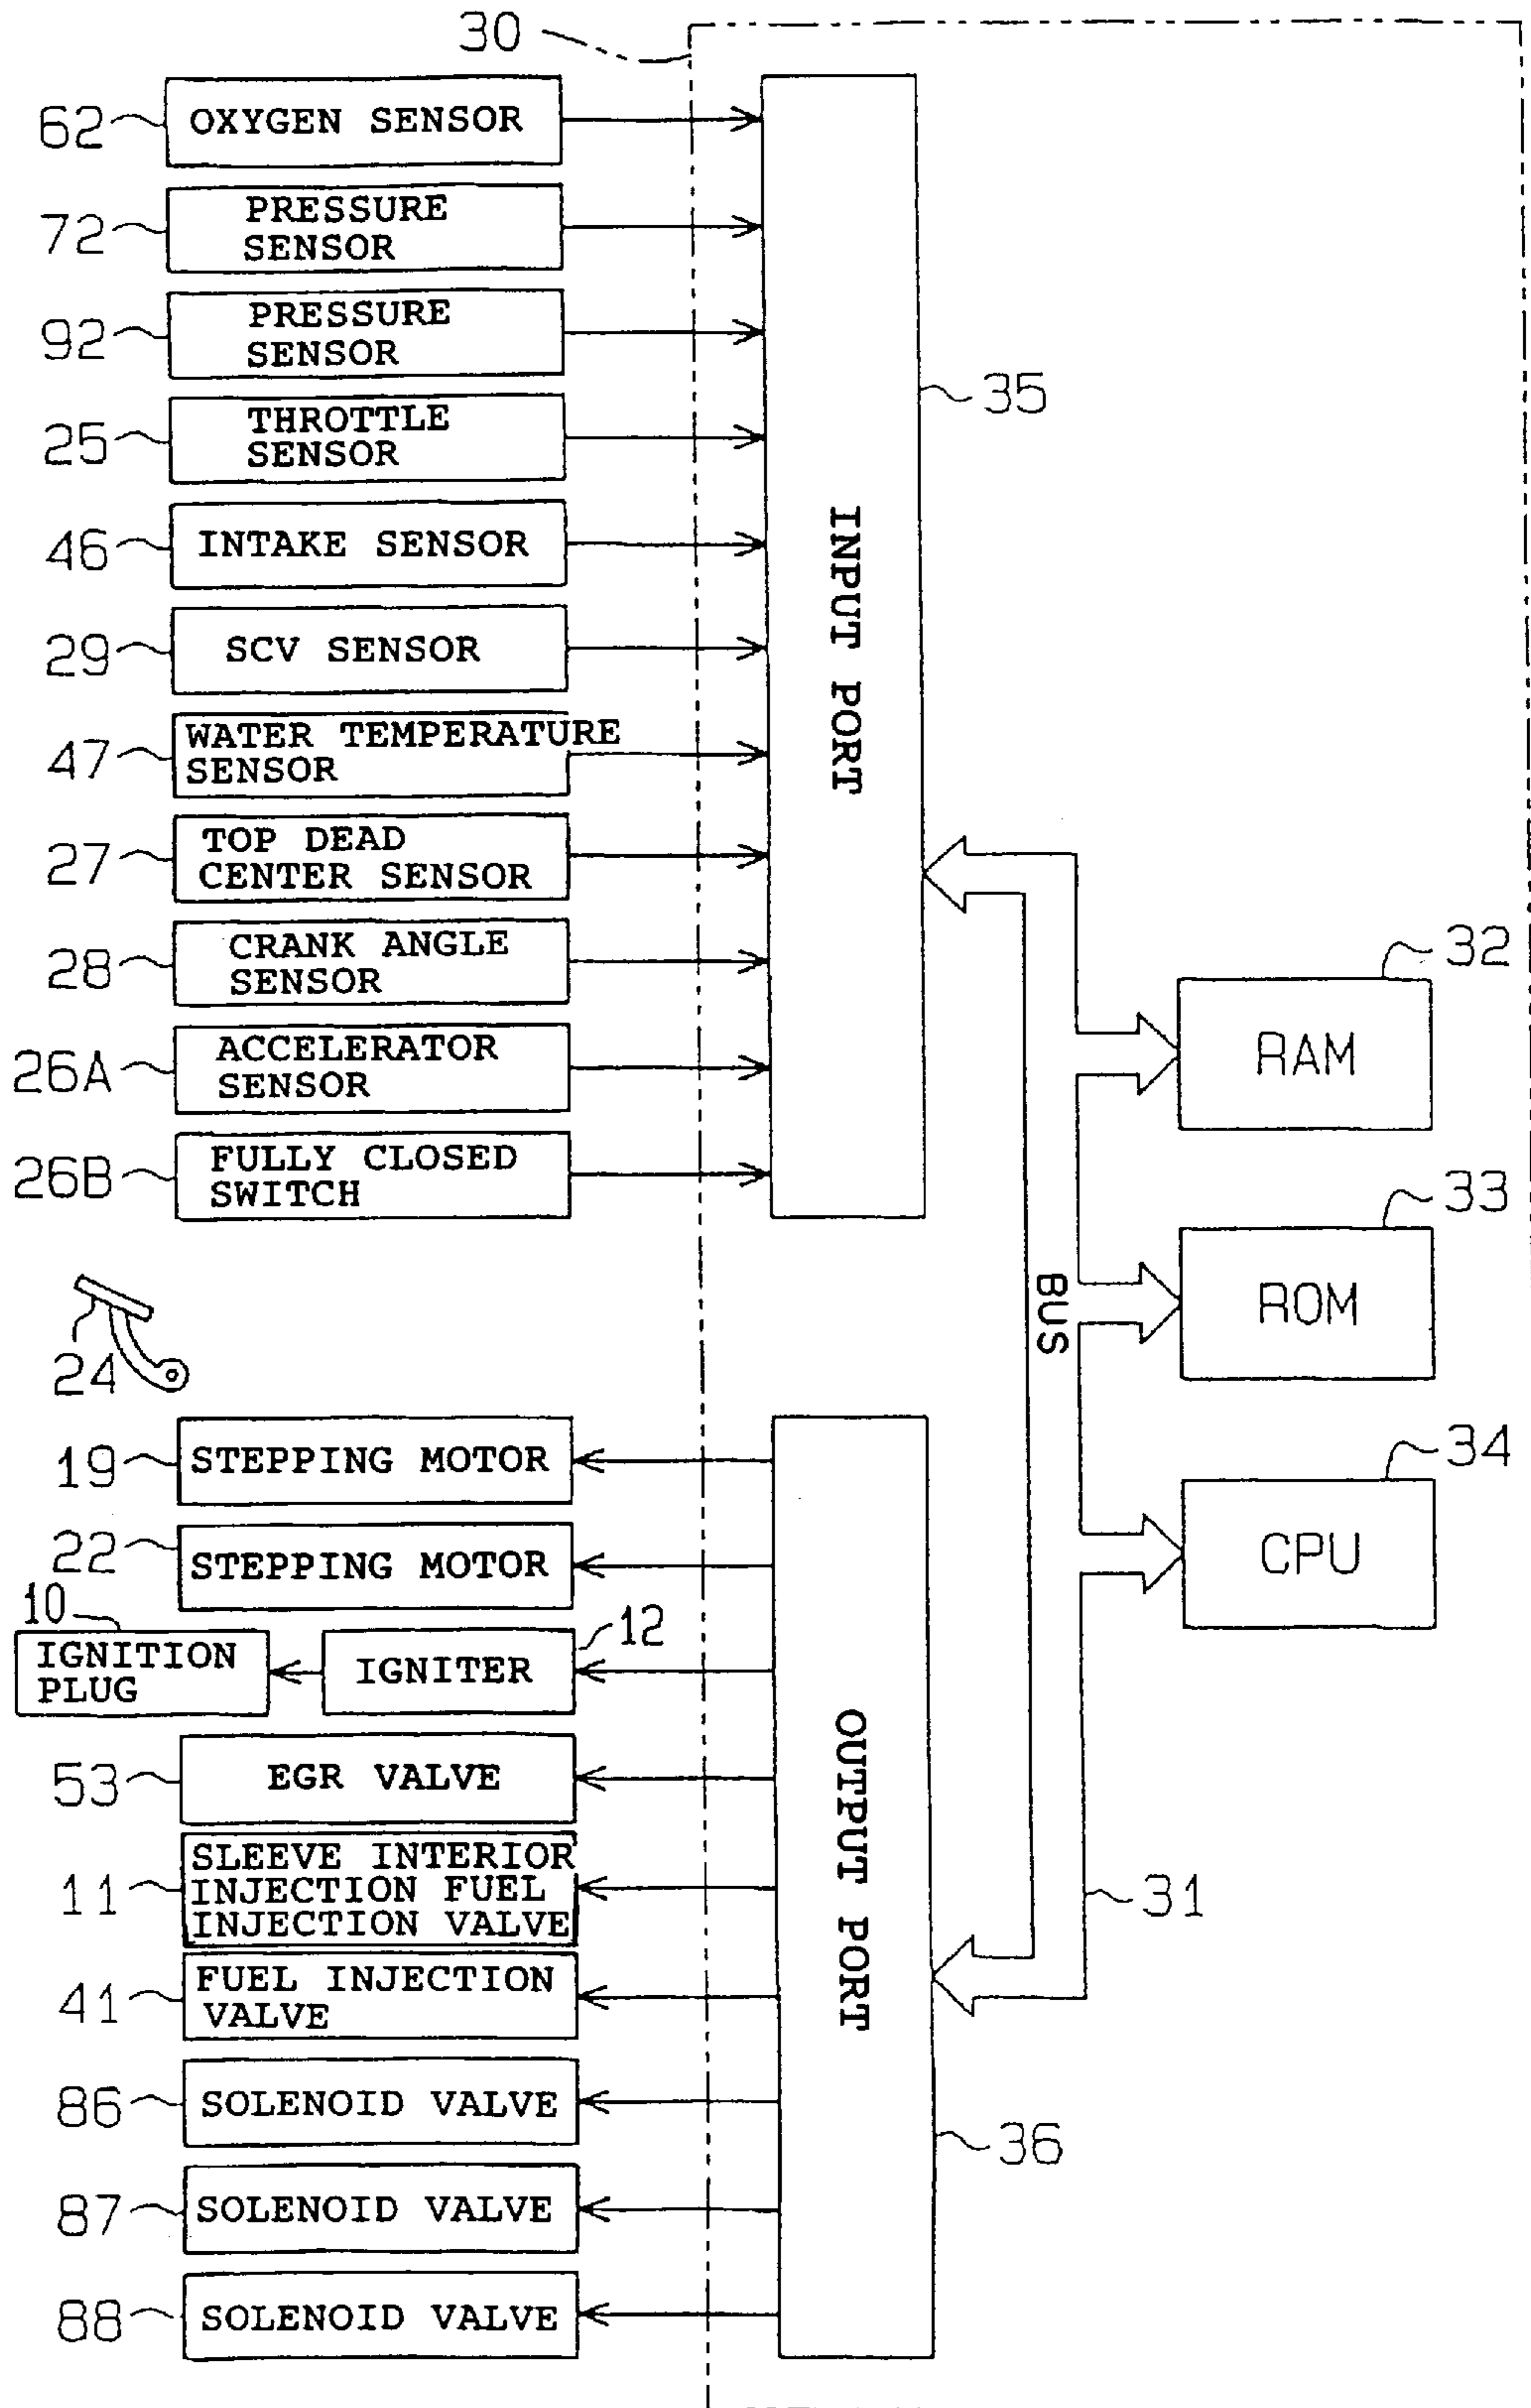 30
62
OXYGEN SENSOR
72
PRESSURE
SENSOR
92
PRESSURE
SENSOR
25
THROTTLE
SENSOR
35
46
INTAKE SENSOR
29
SCV SENSOR
47
WATER TEMPERATURE
SENSOR
27
TOP DEAD
CENTER SENSOR
28
CRANK ANGLE
SENSOR
26A
ACCELERATOR
SENSOR
26B
FULLY CLOSED
SWITCH
INPUT PORT
32
RAM
33
ROM
BUS
34
CPU
24
19
STEPPING MOTOR
22
STEPPING MOTOR
10
IGNITION
PLUG
12
IGNITER
53
EGR VALVE
11
SLEEVE INTERIOR
INJECTION FUEL
INJECTION VALVE
41
FUEL INJECTION
VALVE
86
SOLENOID VALVE
87
SOLENOID VALVE
88
SOLENOID VALVE
OUTPUT PORT
31
36